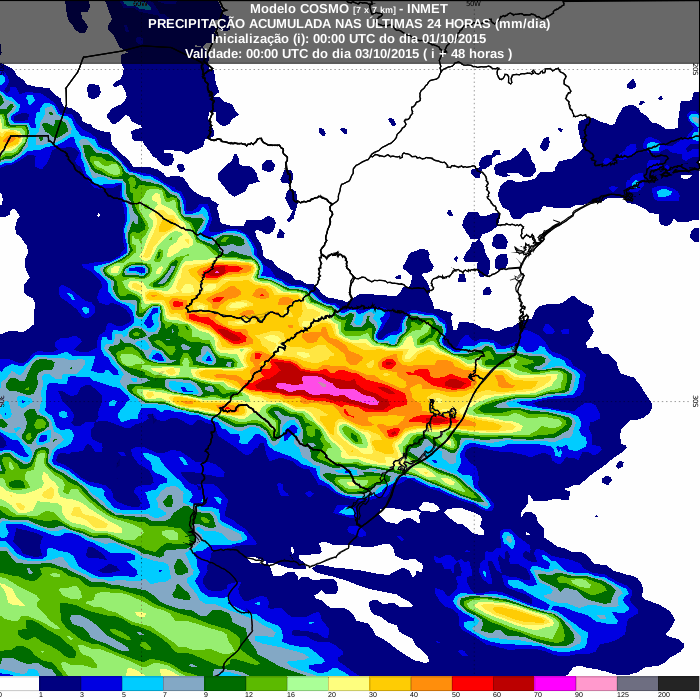 Modelo COSMO [7 x 7 km] - INMET
PRECIPITAÇÃO ACUMULADA NAS ÚLTIMAS 24 HORAS (mm/dia)
Inicialização (i): 00:00 UTC do dia 01/10/2015
Validade: 00:00 UTC do dia 03/10/2015 ( i + 48 horas )
50W
0 1 3 5 7 9 12 16 20 30 40 50 60 70 90 125 200